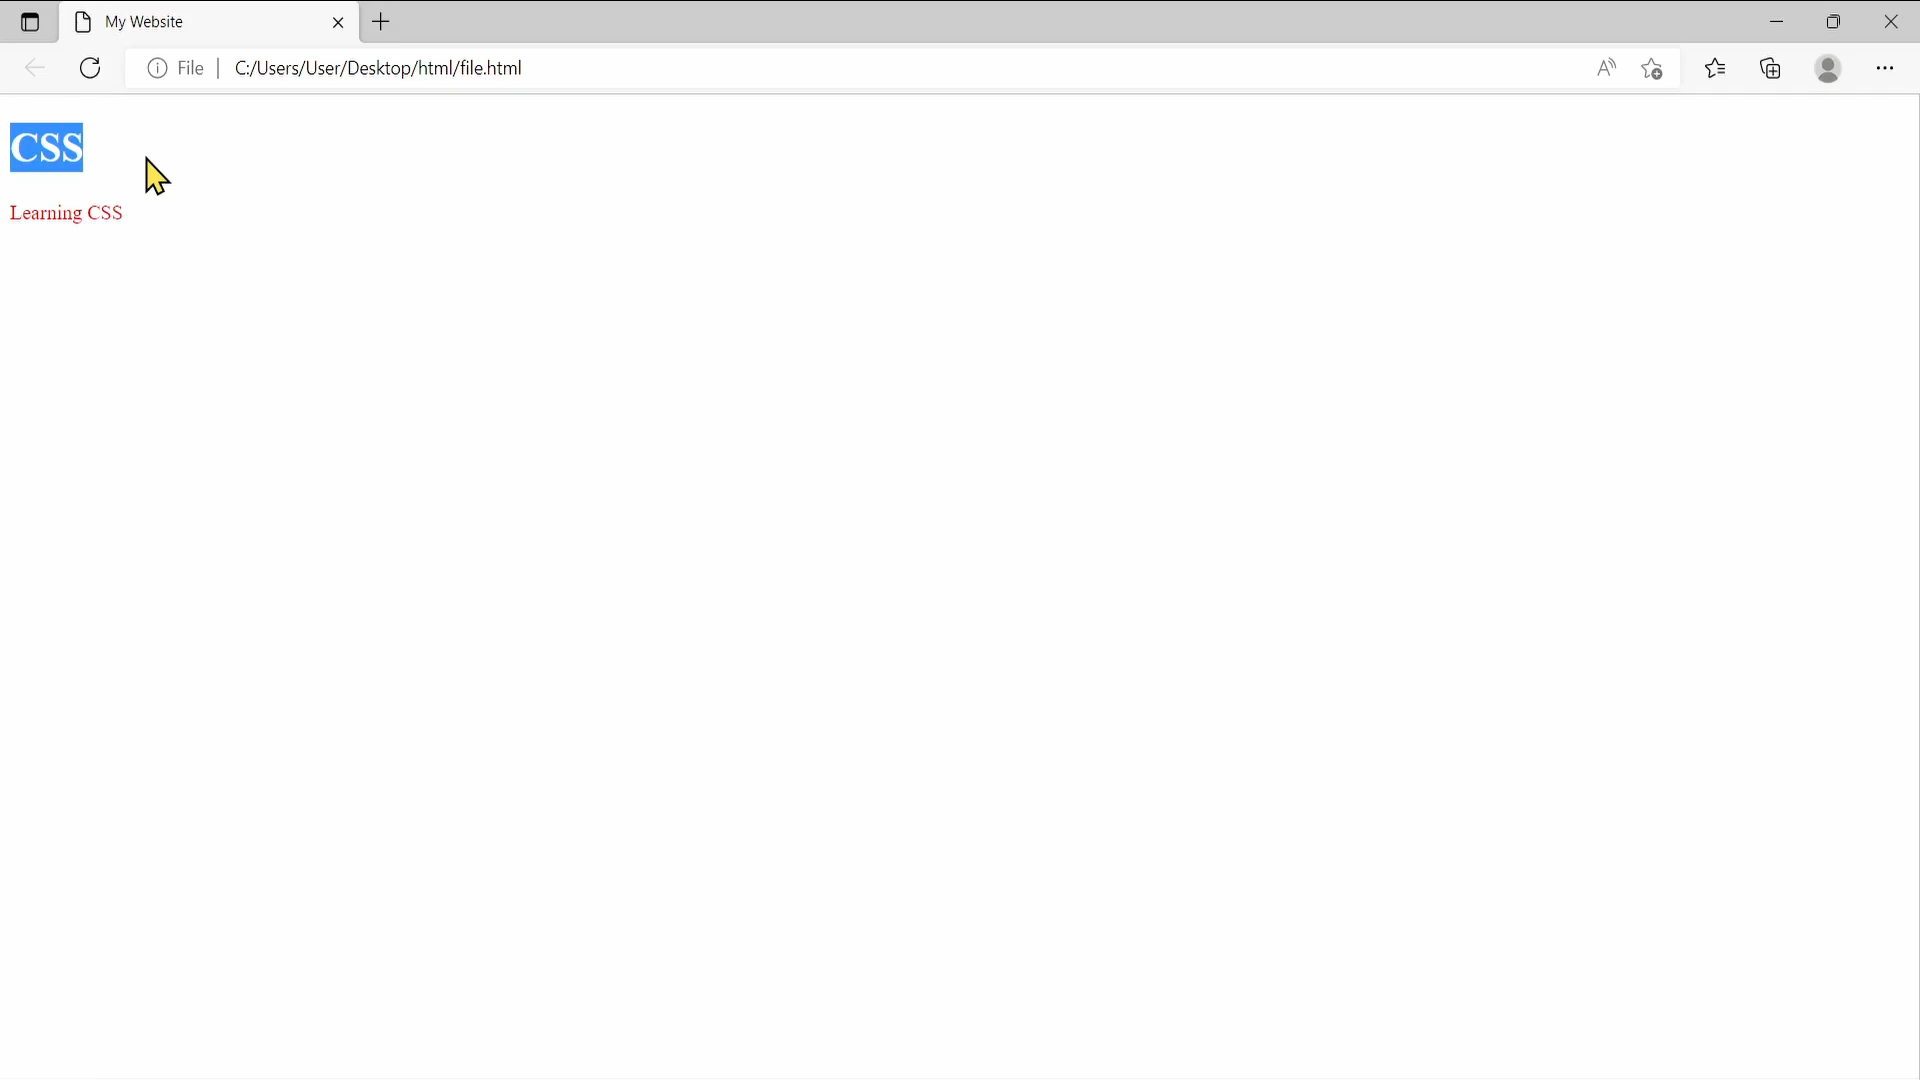 My Website
File
C:/Users/User/Desktop/html/file.html
CSS
Learning CSS